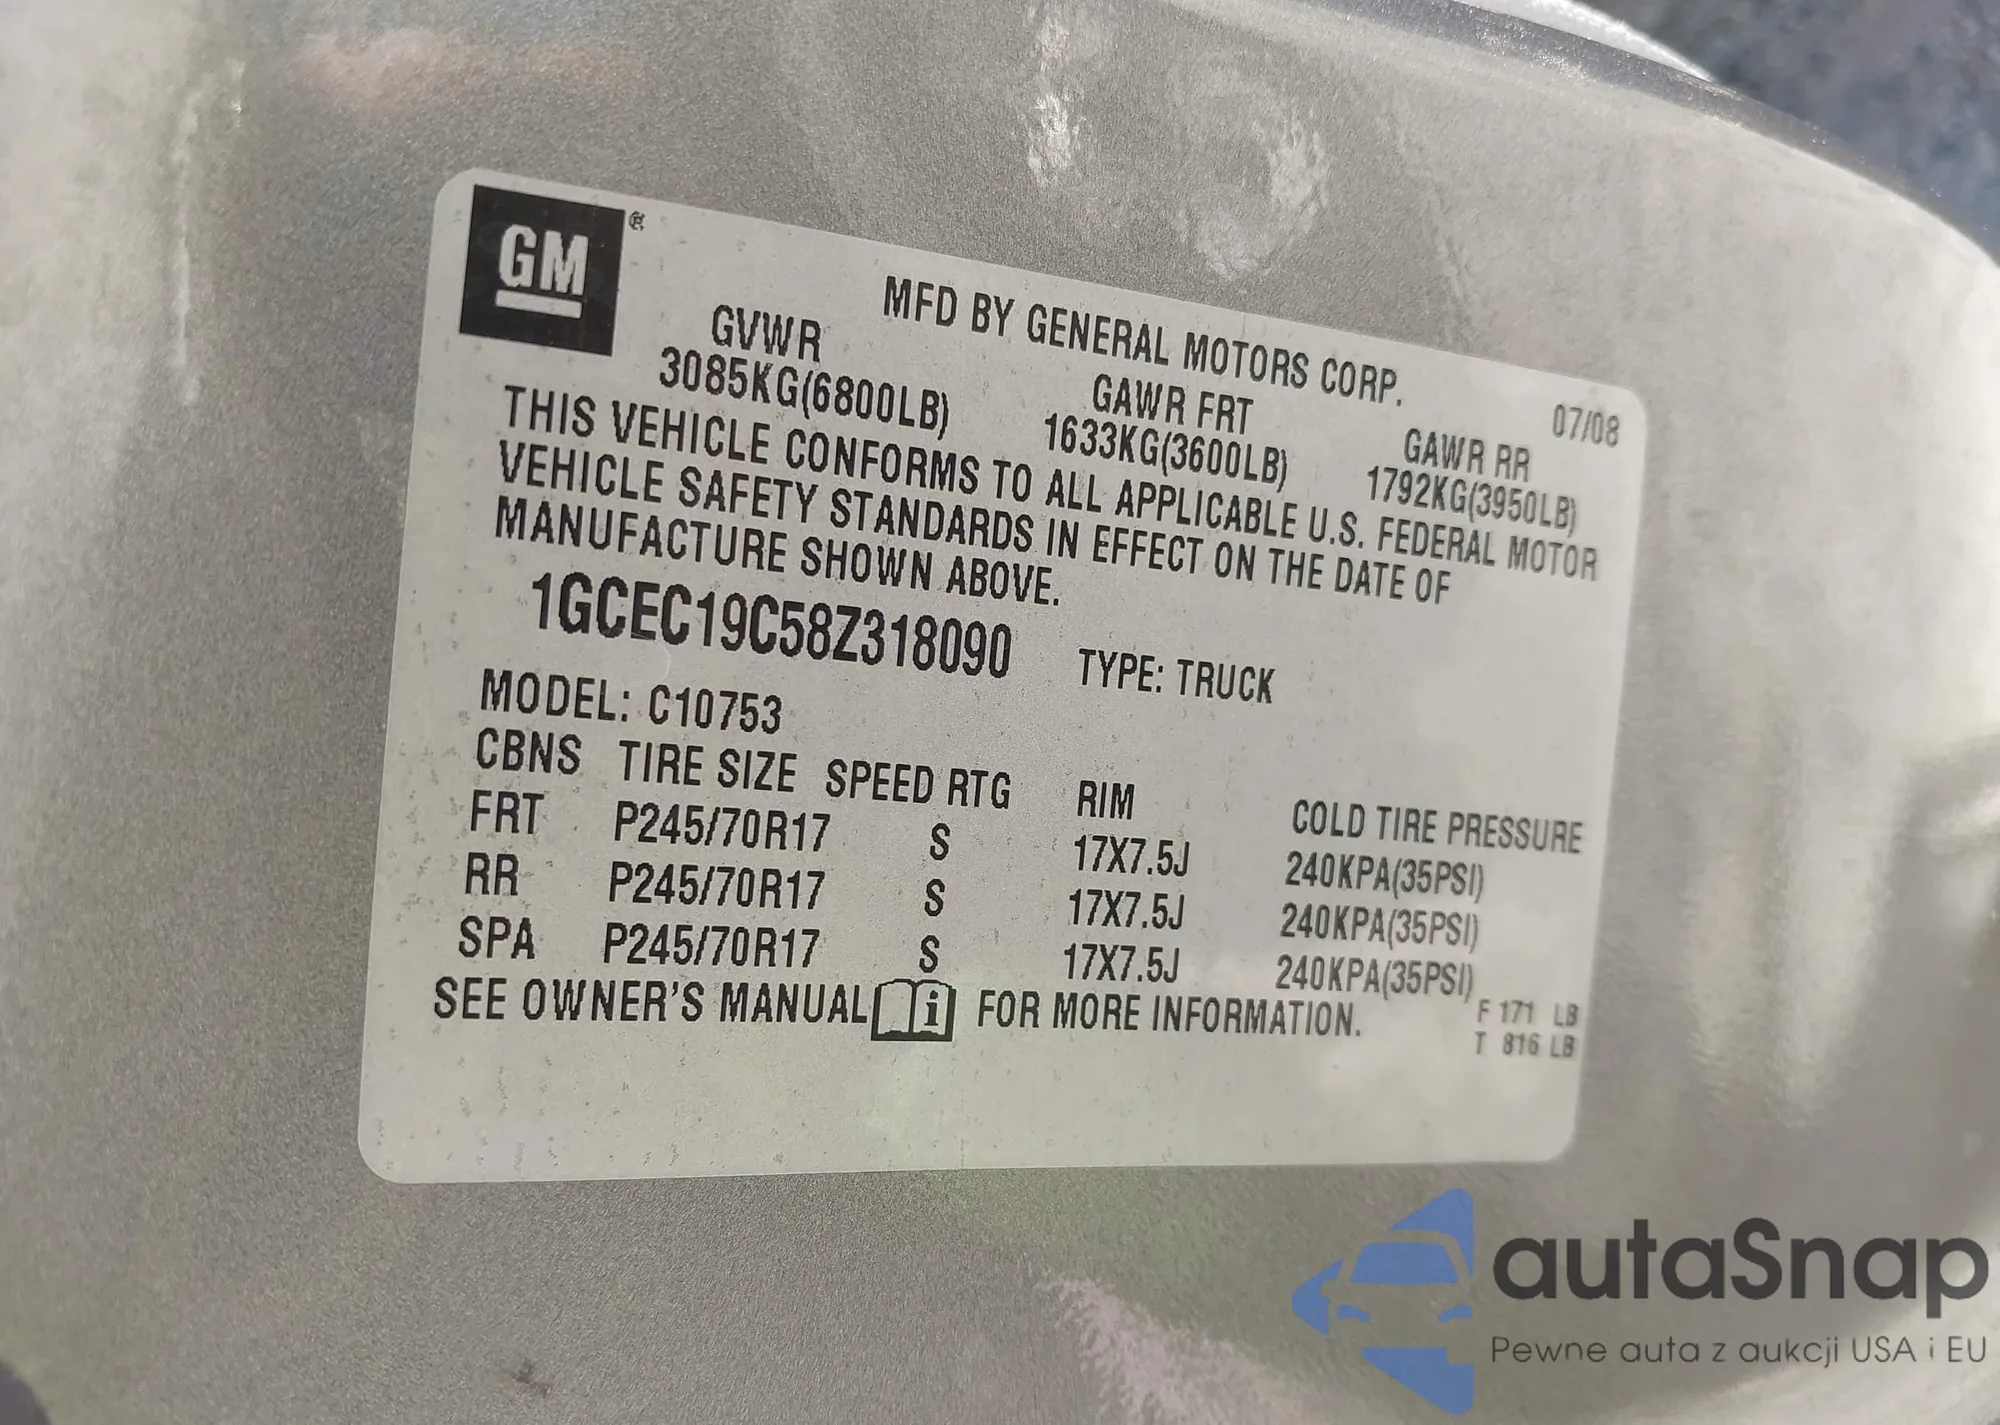 GM ®
MFD BY GENERAL MOTORS CORP.
07/08
GVWR GAWR FRT GAWR RR
3085KG(6800LB) 1633KG(3600LB) 1792KG(3950LB)
THIS VEHICLE CONFORMS TO ALL APPLICABLE U.S. FEDERAL MOTOR
VEHICLE SAFETY STANDARDS IN EFFECT ON THE DATE OF
MANUFACTURE SHOWN ABOVE.
1GCEC19C58Z318090 TYPE: TRUCK
MODEL: C10753
CBNS TIRE SIZE SPEED RTG RIM COLD TIRE PRESSURE
FRT P245/70R17 S 17X7.5J 240KPA(35PSI)
RR P245/70R17 S 17X7.5J 240KPA(35PSI)
SPA P245/70R17 S 17X7.5J 240KPA(35PSI)
SEE OWNER'S MANUAL i FOR MORE INFORMATION.
F 171 LB
T 816 LB
autaSnap
Pewne auta z aukcji USA i EU